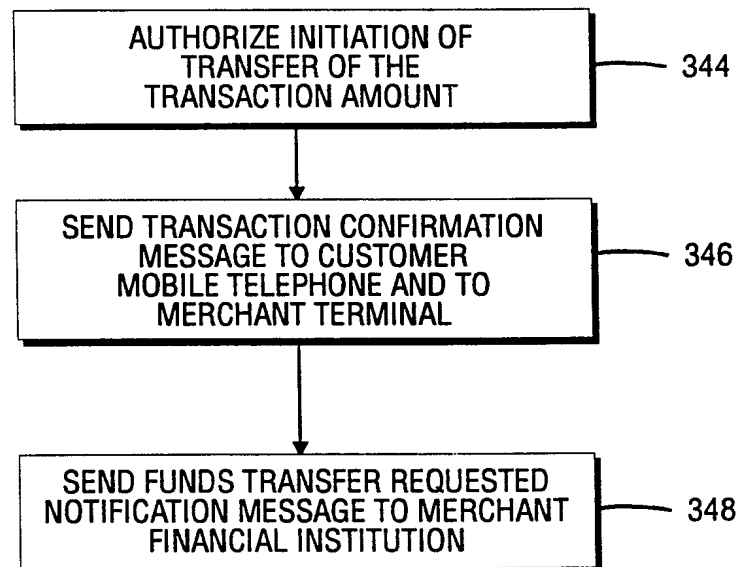 AUTHORIZE INITIATION OF
TRANSFER OF THE
TRANSACTION AMOUNT
344
SEND TRANSACTION CONFIRMATION
MESSAGE TO CUSTOMER
MOBILE TELEPHONE AND TO
MERCHANT TERMINAL
346
SEND FUNDS TRANSFER REQUESTED
NOTIFICATION MESSAGE TO MERCHANT
FINANCIAL INSTITUTION
348